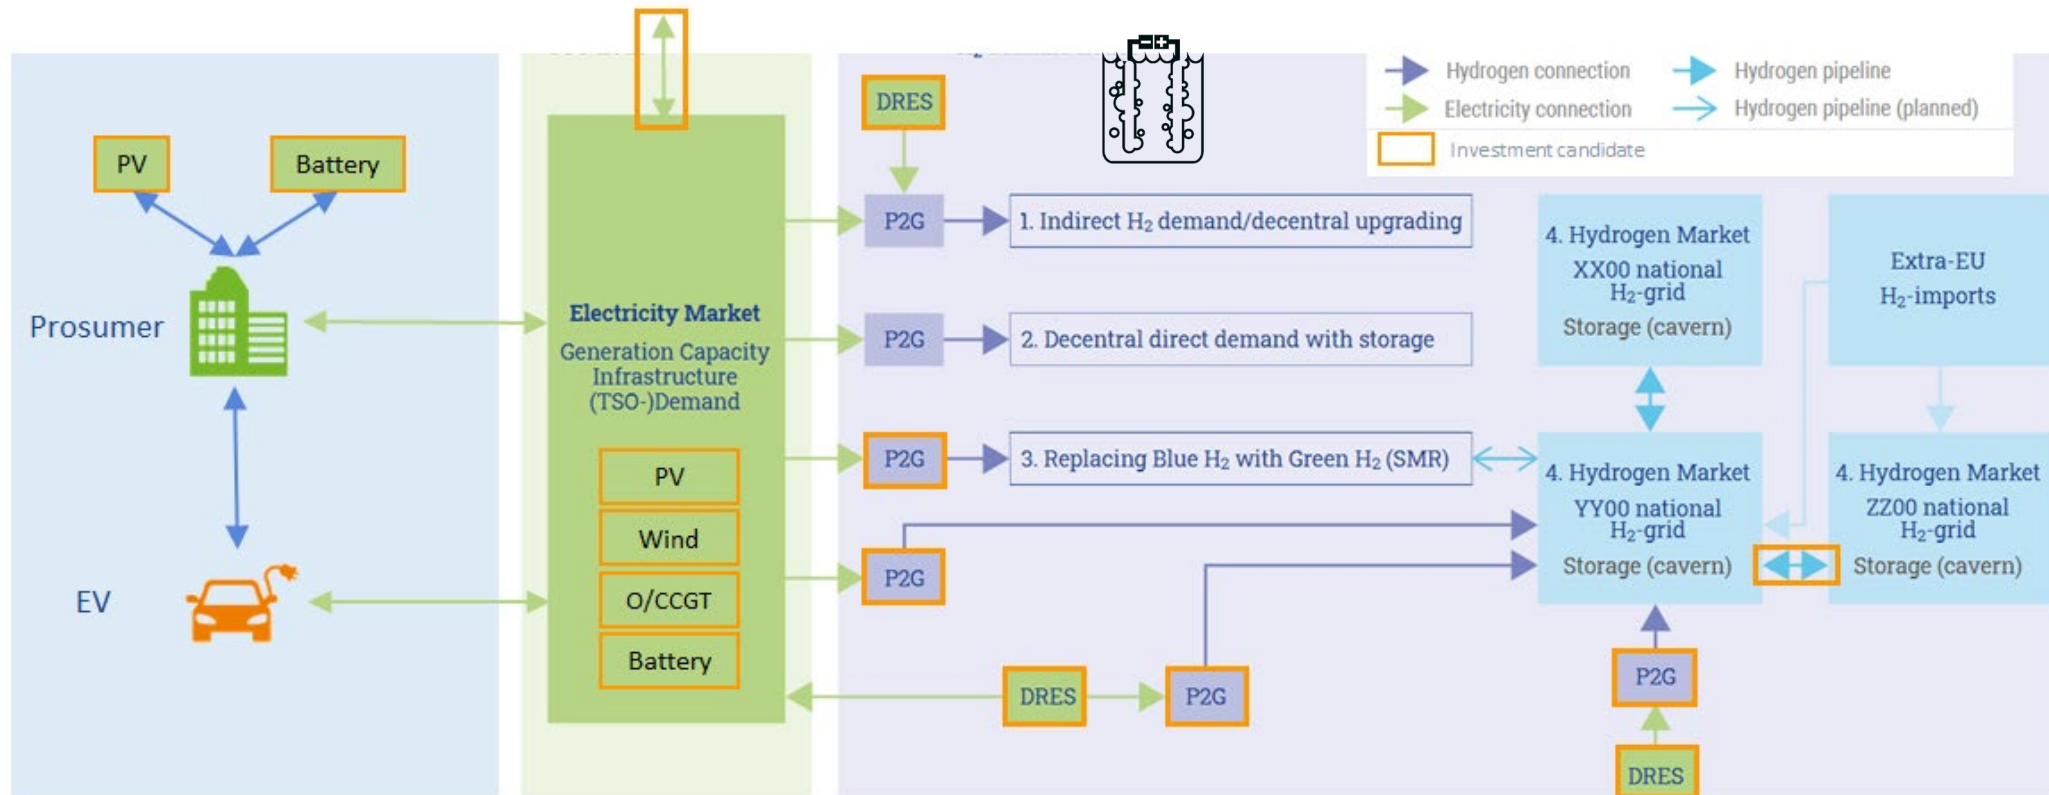 PV
Battery
Prosumer
EV
Electricity Market
Generation Capacity
Infrastructure
(TSO-)Demand
PV
Wind
O/CCGT
Battery
DRES
P2G
1. Indirect H₂ demand/decentral upgrading
P2G
2. Decentral direct demand with storage
P2G
3. Replacing Blue H₂ with Green H₂ (SMR)
P2G
DRES
P2G
Hydrogen connection
Hydrogen pipeline
Electricity connection
Hydrogen pipeline (planned)
Investment candidate
4. Hydrogen Market
XX00 national
H₂-grid
Storage (cavern)
Extra-EU
H₂-imports
4. Hydrogen Market
YY00 national
H₂-grid
Storage (cavern)
4. Hydrogen Market
ZZ00 national
H₂-grid
Storage (cavern)
P2G
DRES